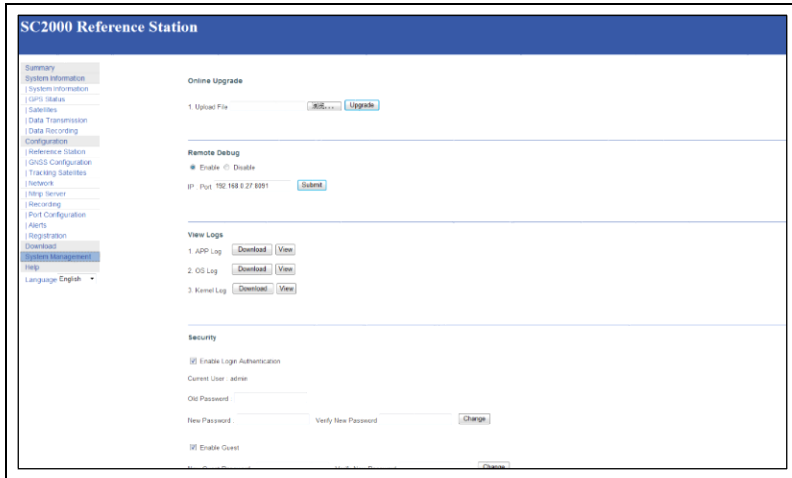 SC2000 Reference Station
Summary
System Information
| System Information
| GPS Status
| Satellites
| Data Transmission
| Data Recording
Configuration
| Reference Station
| GNSS Configuration
| Tracking Satellites
| Network
| Ntrip Server
| Recording
| Port Configuration
| Alerts
| Registration
Download
System Management
Help
Language English
Online Upgrade
1. Upload File Upgrade
Remote Debug
Enable Disable
IP : Port 192.168.0.27:8091 Submit
View Logs
1. APP Log Download View
2. OS Log Download View
3. Kernel Log Download View
Security
Enable Login Authentication
Current User : admin
Old Password :
New Password : Verify New Password Change
Enable Guest
Change